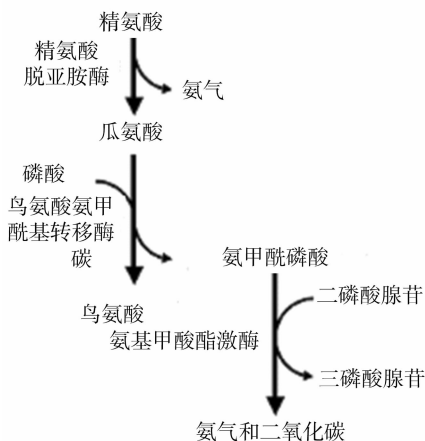 精氨酸
精氨酸
脱亚胺酶
氨气
瓜氨酸
磷酸
鸟氨酸氨甲
酰基转移酶
碳
氨甲酰磷酸
二磷酸腺苷
鸟氨酸
氨基甲酸酯激酶
三磷酸腺苷
氨气和二氧化碳